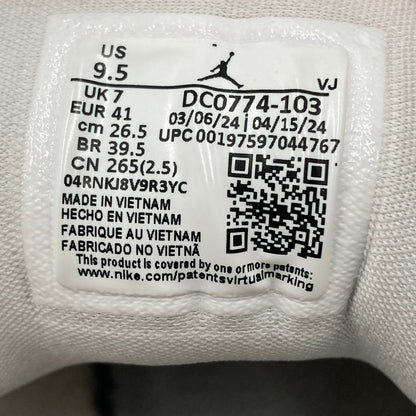 US
9.5
VJ
UK 7
EUR 41
cm 26.5
BR 39.5
CN 265(2.5)
DC0774-103
03/06/24 | 04/15/24
UPC 00197597044767
04RNKJ8V9R3YC
MADE IN VIETNAM
HECHO EN VIETNAM
FABRIQUE AU VIETNAM
FABRICADO NO VIETNÃ
This product is covered by one or more patents:
www.nike.com/patentsvirtualmarking